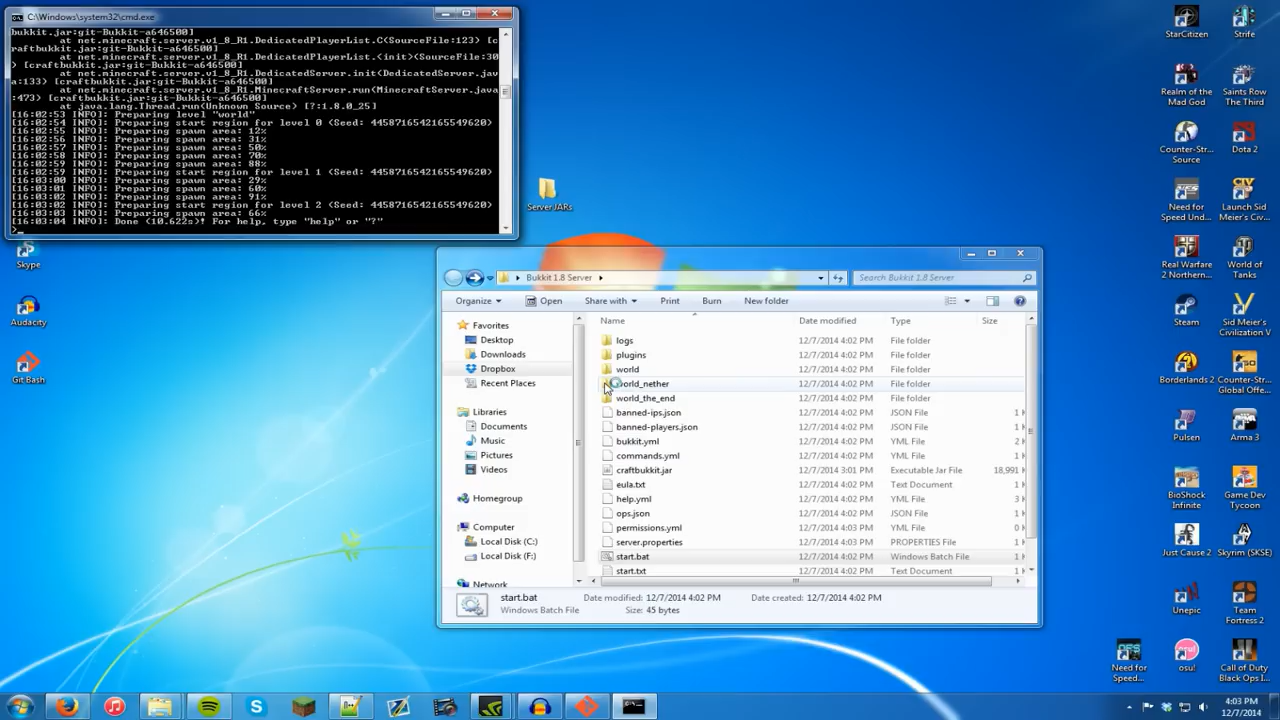 C:\Windows\system32\cmd.exe
bukkit.jar:git-Bukkit-a646500]
at net.minecraft.server.v1_8_R1.DedicatedPlayerList.C(SourceFile:123) [c
raftbukkit.jar:git-Bukkit-a646500]
at net.minecraft.server.v1_8_R1.DedicatedPlayerList.<init>(SourceFile:30
) [craftbukkit.jar:git-Bukkit-a646500]
at net.minecraft.server.v1_8_R1.DedicatedServer.init(DedicatedServer.jav
a:133) [craftbukkit.jar:git-Bukkit-a646500]
at net.minecraft.server.v1_8_R1.MinecraftServer.run(MinecraftServer.java
:473) [craftbukkit.jar:git-Bukkit-a646500]
at java.lang.Thread.run(Unknown Source) [?:1.8.0_25]
[16:02:53 INFO]: Preparing level "world"
[16:02:54 INFO]: Preparing start region for level 0 (Seed: 4458716542165549620)
[16:02:55 INFO]: Preparing spawn area: 12%
[16:02:56 INFO]: Preparing spawn area: 31%
[16:02:57 INFO]: Preparing spawn area: 50%
[16:02:58 INFO]: Preparing spawn area: 70%
[16:02:59 INFO]: Preparing spawn area: 88%
[16:02:59 INFO]: Preparing start region for level 1 (Seed: 4458716542165549620)
[16:03:00 INFO]: Preparing spawn area: 29%
[16:03:01 INFO]: Preparing spawn area: 60%
[16:03:02 INFO]: Preparing spawn area: 91%
[16:03:02 INFO]: Preparing start region for level 2 (Seed: 4458716542165549620)
[16:03:03 INFO]: Preparing spawn area: 66%
[16:03:04 INFO]: Done (10.622s)! For help, type "help" or "?"
>_
Server JARs
Skype
Audacity
Git Bash
Bukkit 1.8 Server
Search Bukkit 1.8 Server
Organize Open Share with Print Burn New folder
Favorites
Desktop
Downloads
Dropbox
Recent Places
Libraries
Documents
Music
Pictures
Videos
Homegroup
Computer
Local Disk (C:)
Local Disk (F:)
Network
Name Date modified Type Size
logs 12/7/2014 4:02 PM File folder
plugins 12/7/2014 4:02 PM File folder
world 12/7/2014 4:02 PM File folder
world_nether 12/7/2014 4:02 PM File folder
world_the_end 12/7/2014 4:02 PM File folder
banned-ips.json 12/7/2014 4:02 PM JSON File 1 K
banned-players.json 12/7/2014 4:02 PM JSON File 1 K
bukkit.yml 12/7/2014 4:02 PM YML File 2 K
commands.yml 12/7/2014 4:02 PM YML File 1 K
craftbukkit.jar 12/7/2014 3:01 PM Executable Jar File 18,991 K
eula.txt 12/7/2014 4:02 PM Text Document 1 K
help.yml 12/7/2014 4:02 PM YML File 3 K
ops.json 12/7/2014 4:02 PM JSON File 1 K
permissions.yml 12/7/2014 4:03 PM YML File 0 K
server.properties 12/7/2014 4:02 PM PROPERTIES File 1 K
start.bat 12/7/2014 4:02 PM Windows Batch File 1 K
start.txt 12/7/2014 4:02 PM Text Document 1 K
start.bat Date modified: 12/7/2014 4:02 PM Date created: 12/7/2014 4:02 PM
Windows Batch File Size: 45 bytes
StarCitizen
Strife
Realm of the Mad God
Saints Row The Third
Counter-Str... Source
Dota 2
Need for Speed Und...
Launch Sid Meier's Civ...
Real Warfare 2 Northern...
World of Tanks
Steam
Sid Meier's Civilization V
Borderlands 2
Counter-Str... Global Offe...
Pulsen
Arma 3
BioShock Infinite
Game Dev Tycoon
Just Cause 2
Skyrim (SKSE)
Unepic
Team Fortress 2
Need for Speed...
osu!
Call of Duty Black Ops I...
4:03 PM
12/7/2014